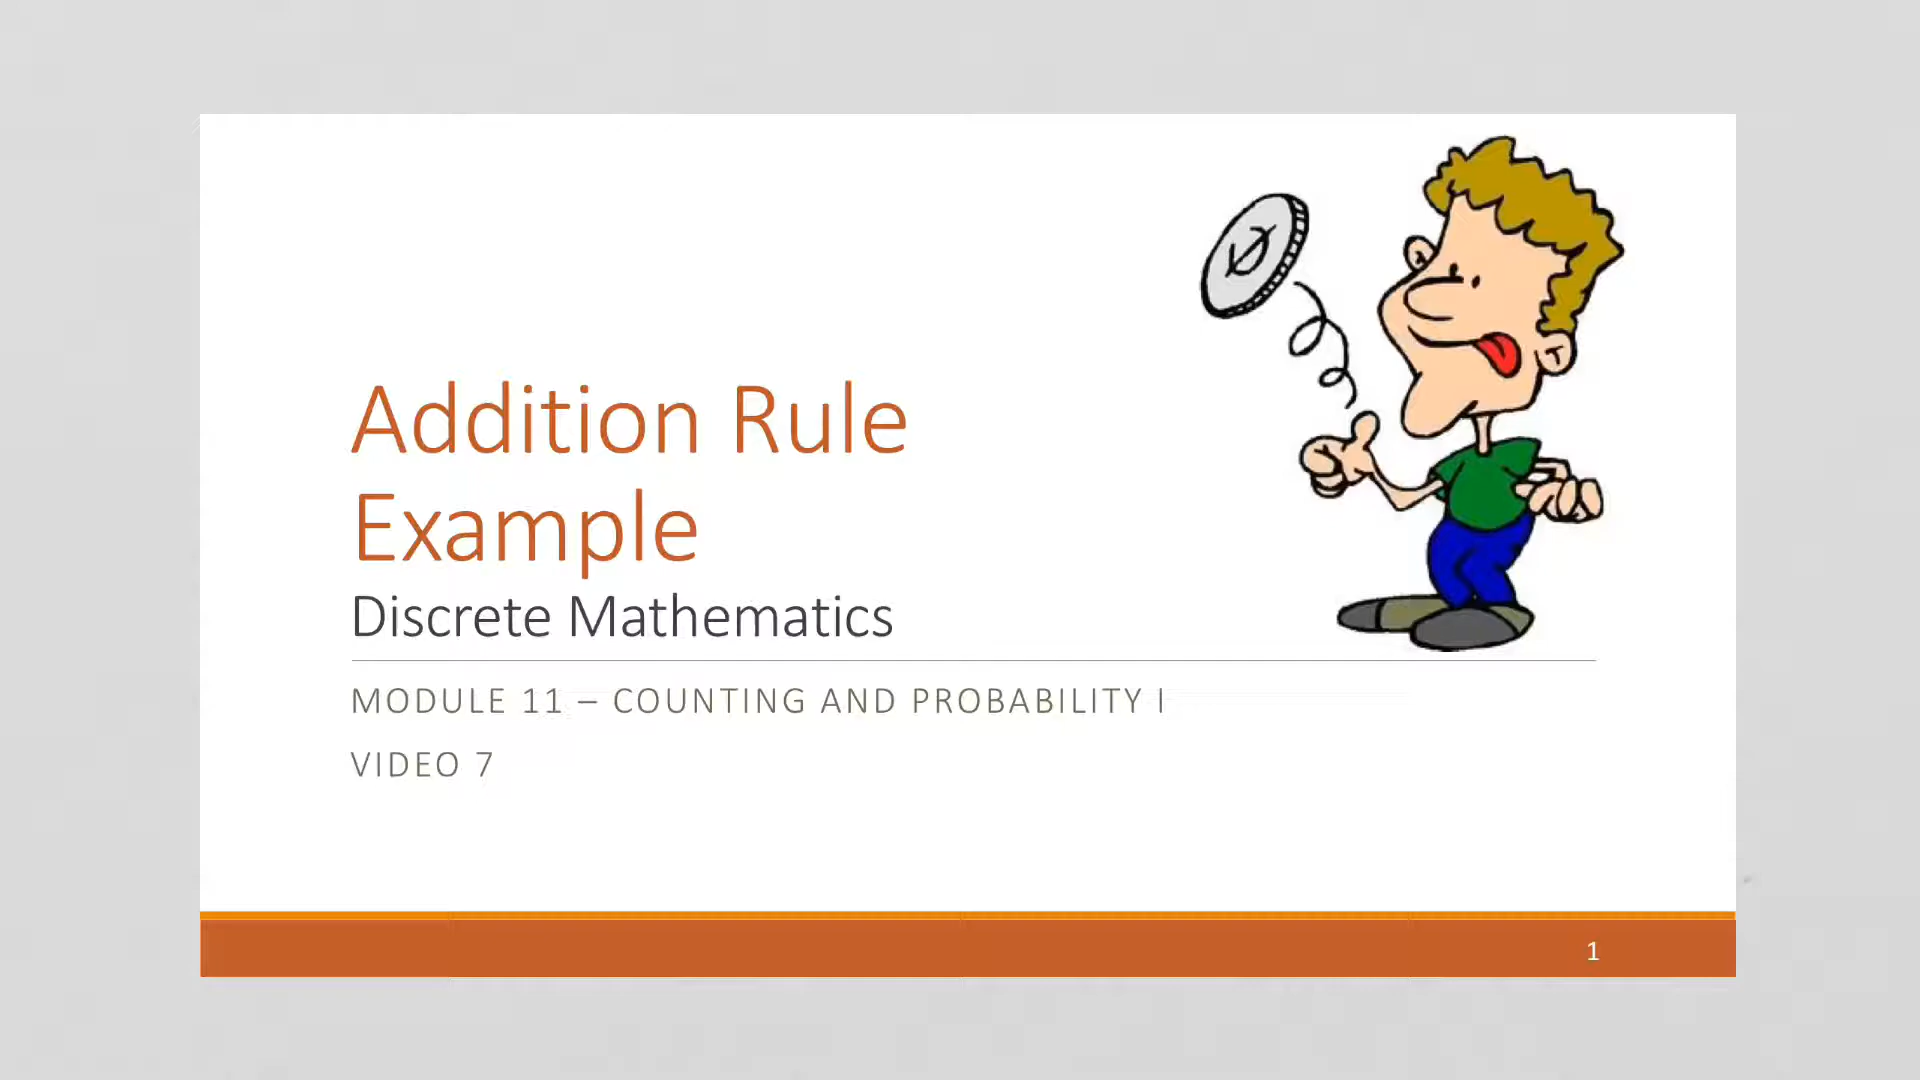 Addition Rule
Example
Discrete Mathematics
MODULE 11 – COUNTING AND PROBABILITY I
VIDEO 7
1